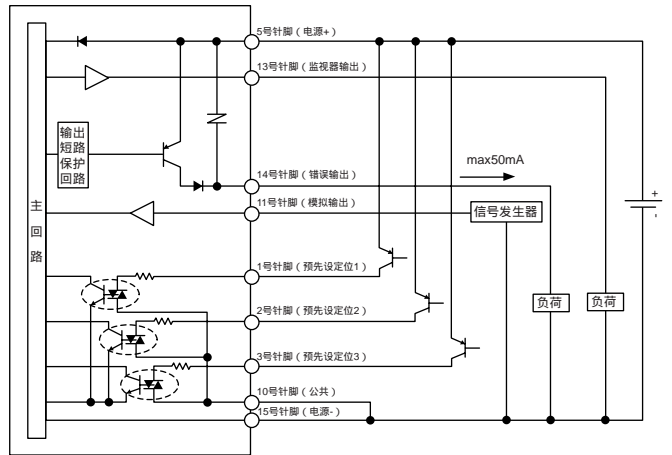 5号针脚（电源+）
13号针脚（监视器输出）
输出
短路
保护
回路
max50mA
14号针脚（错误输出）
11号针脚（模拟输出）
信号发生器
主
回
路
+
-
1号针脚（预先设定位1）
2号针脚（预先设定位2）
负荷
负荷
3号针脚（预先设定位3）
10号针脚（公共）
15号针脚（电源-）